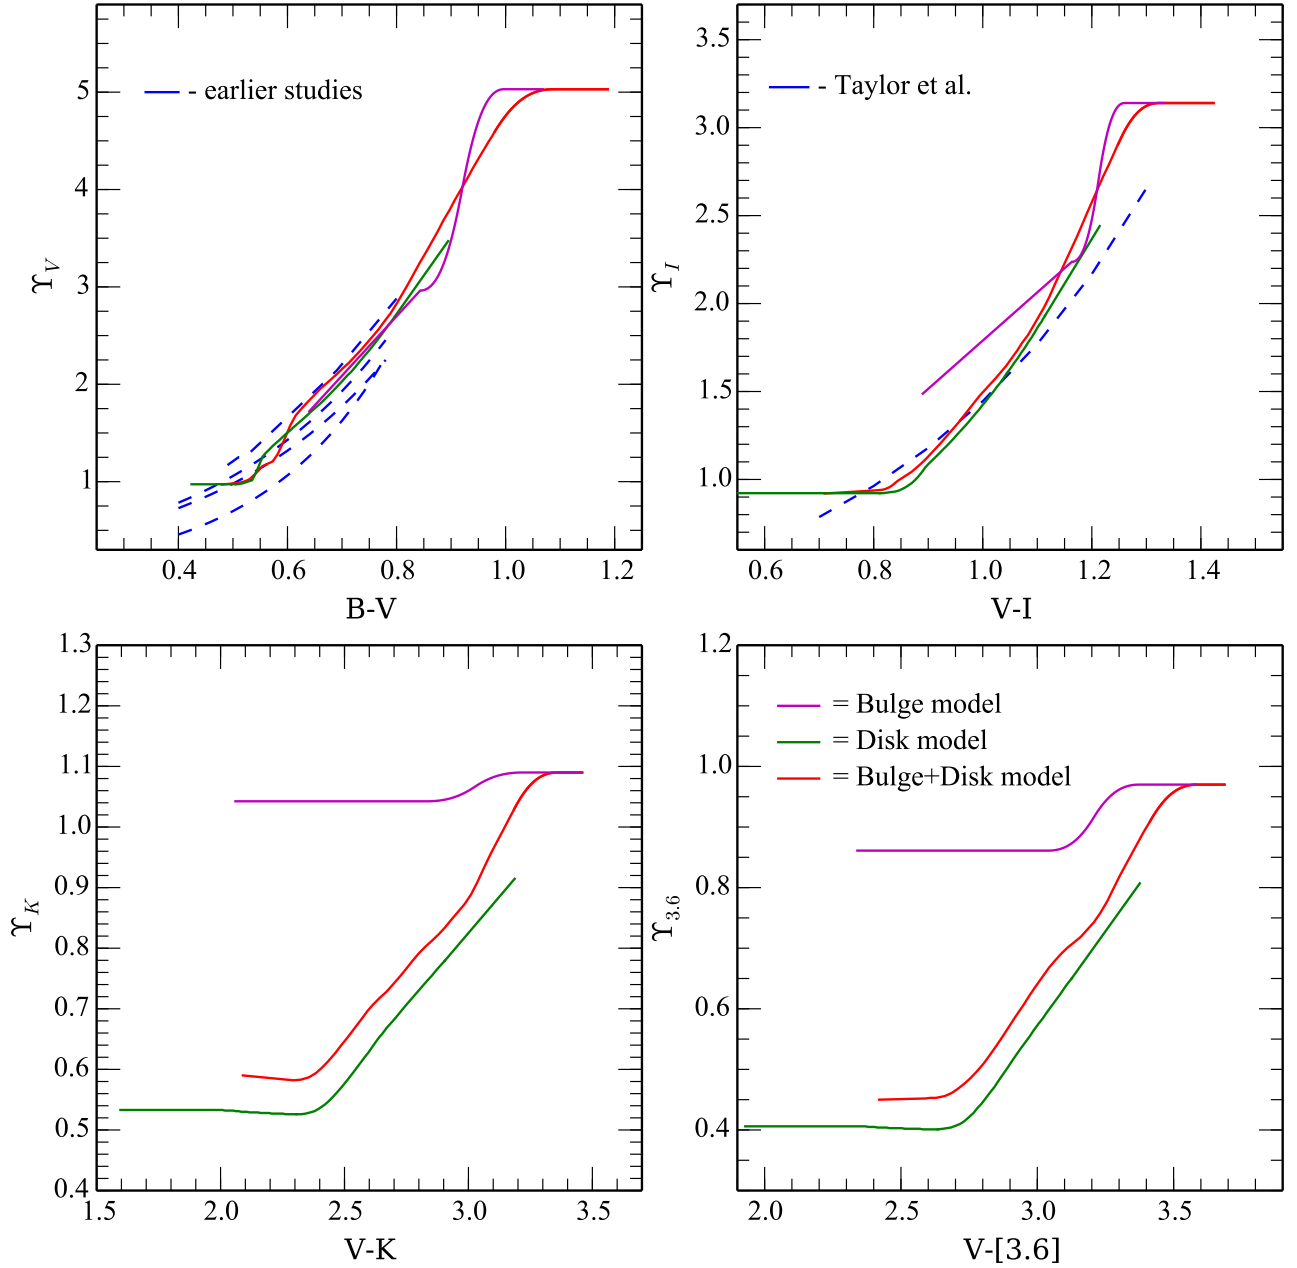 - earlier studies
5
4
3
2
1
ϒV
0.4 0.6 0.8 1.0 1.2
B-V
- Taylor et al.
3.5
3.0
2.5
2.0
1.5
1.0
ϒI
0.6 0.8 1.0 1.2 1.4
V-I
1.3
1.2
1.1
1.0
0.9
0.8
0.7
0.6
0.5
0.4
ϒK
1.5 2.0 2.5 3.0 3.5
V-K
= Bulge model
= Disk model
= Bulge+Disk model
1.2
1.0
0.8
0.6
0.4
ϒ3.6
2.0 2.5 3.0 3.5
V-[3.6]